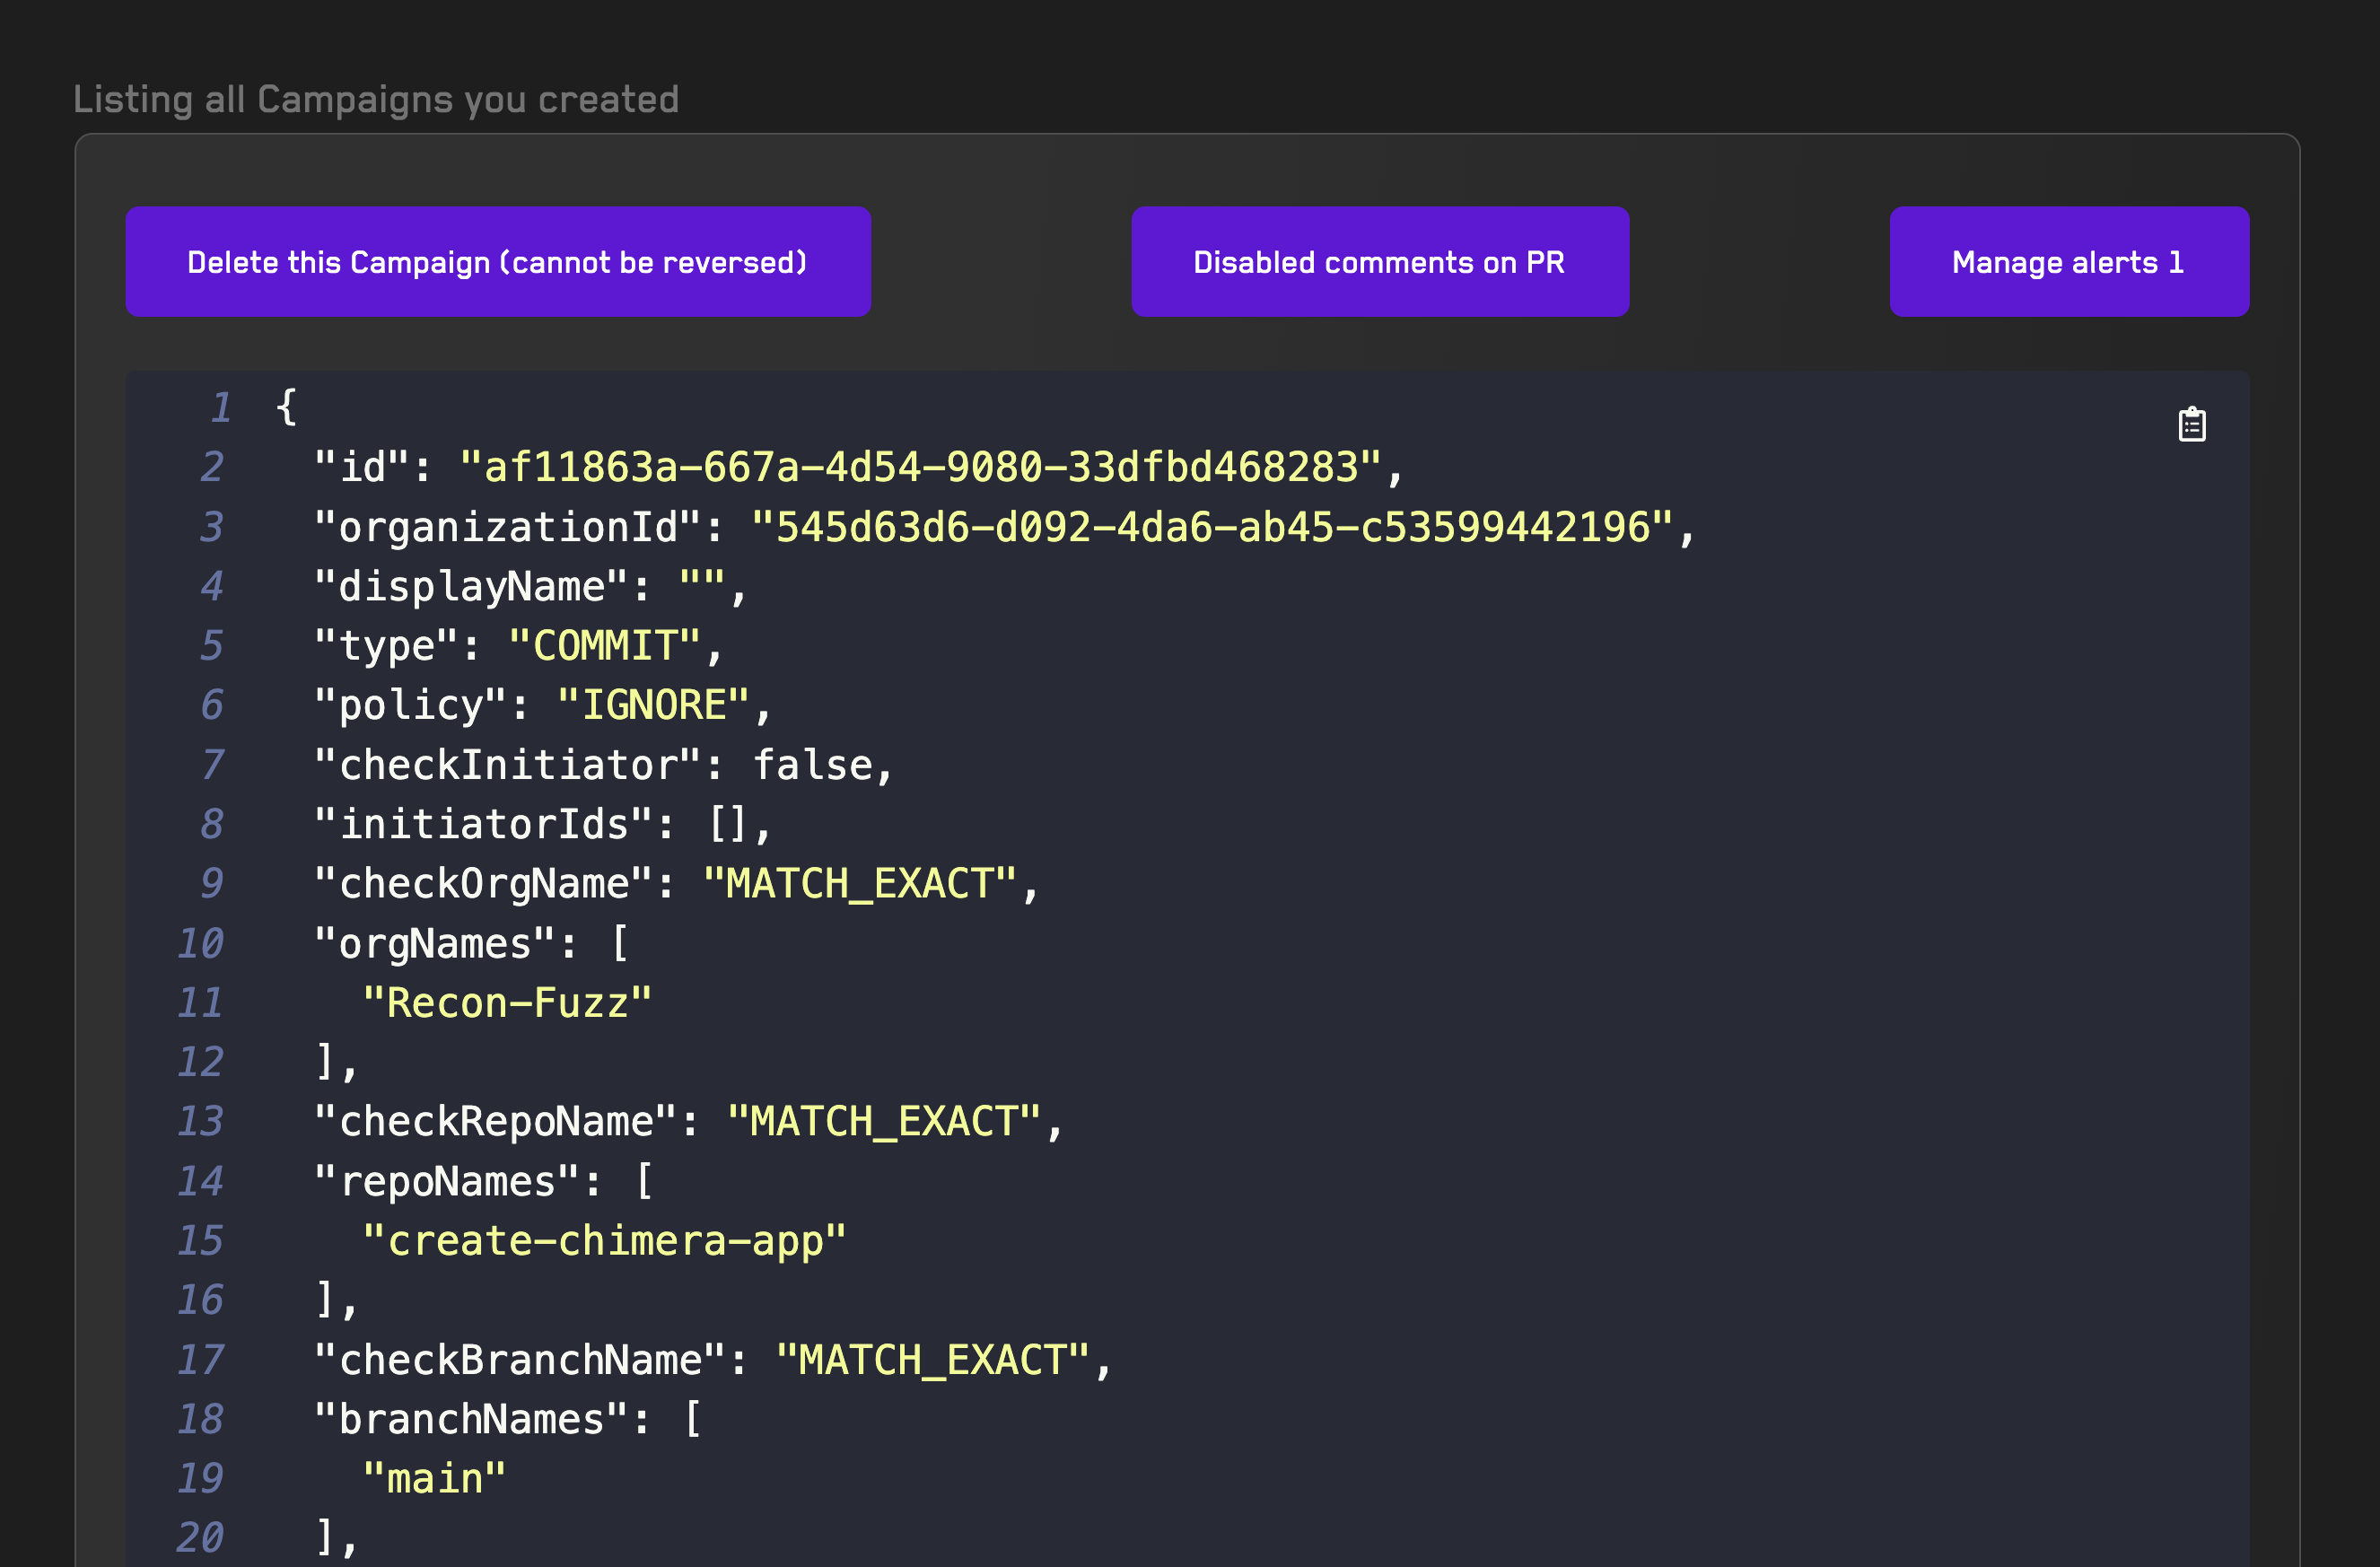 Listing all Campaigns you created
Delete this Campaign (cannot be reversed)
Disabled comments on PR
Manage alerts 1
1 {
2 "id": "af11863a-667a-4d54-9080-33dfbd468283",
3 "organizationId": "545d63d6-d092-4da6-ab45-c53599442196",
4 "displayName": "",
5 "type": "COMMIT",
6 "policy": "IGNORE",
7 "checkInitiator": false,
8 "initiatorIds": [],
9 "checkOrgName": "MATCH_EXACT",
10 "orgNames": [
11 "Recon-Fuzz"
12 ],
13 "checkRepoName": "MATCH_EXACT",
14 "repoNames": [
15 "create-chimera-app"
16 ],
17 "checkBranchName": "MATCH_EXACT",
18 "branchNames": [
19 "main"
20 ],